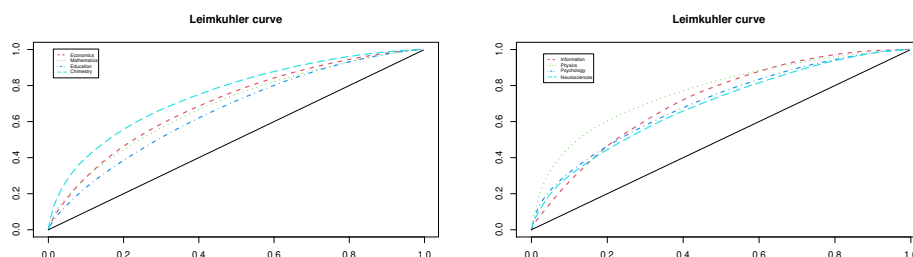 Leimkuhler curve
Economics
Mathematics
Education
Chimestry
1.0
0.8
0.6
0.4
0.2
0.0
0.0 0.2 0.4 0.6 0.8 1.0
Leimkuhler curve
Information
Physics
Psychology
Neurosciences
1.0
0.8
0.6
0.4
0.2
0.0
0.0 0.2 0.4 0.6 0.8 1.0